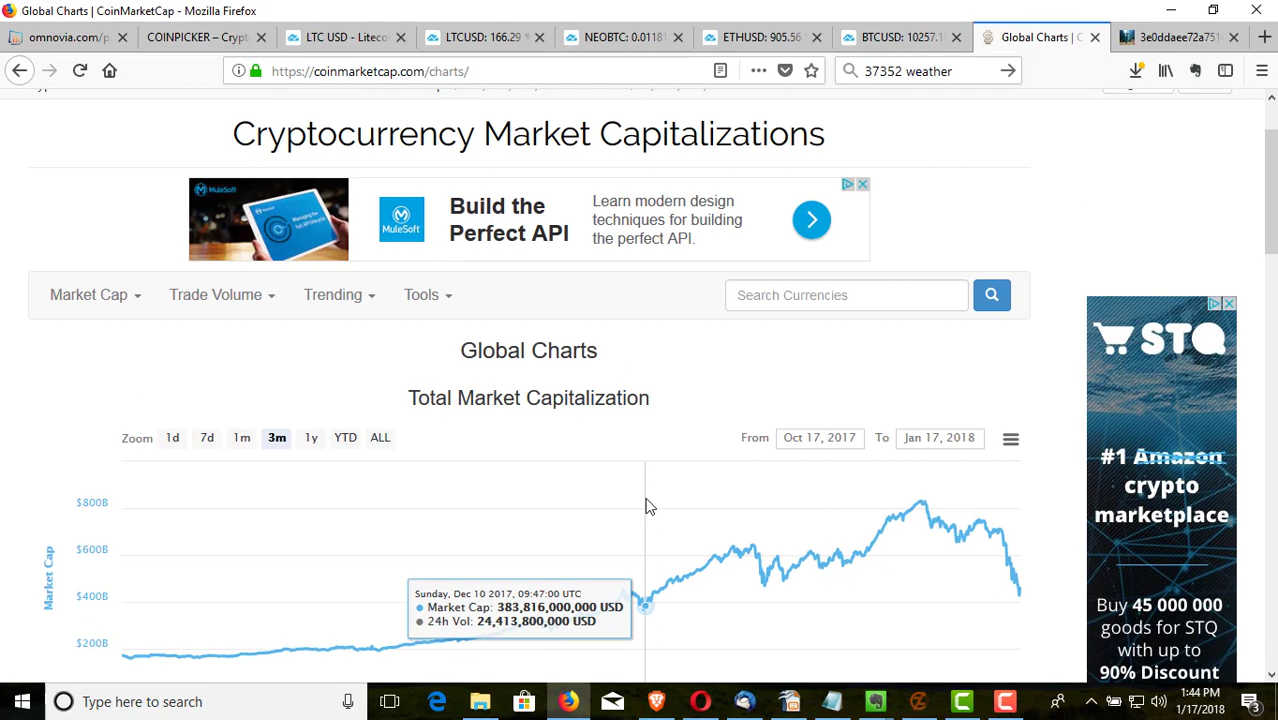 Global Charts | CoinMarketCap - Mozilla Firefox
omnovia.com/p
COINPICKER – Crypt
LTC USD - Litecoi
LTCUSD: 166.29
NEOBTC: 0.01181
ETHUSD: 905.56
BTCUSD: 10257.1
Global Charts | C
3e0ddaee72a751
https://coinmarketcap.com/charts/
37352 weather
Cryptocurrency Market Capitalizations
MuleSoft
MuleSoft
Build the
Perfect API
Learn modern design
techniques for building
the perfect API.
Market Cap
Trade Volume
Trending
Tools
Search Currencies
Global Charts
Total Market Capitalization
Zoom 1d 7d 1m 3m 1y YTD ALL
From Oct 17, 2017 To Jan 17, 2018
$800B
$600B
$400B
$200B
Market Cap
Sunday, Dec 10 2017, 09:47:00 UTC
Market Cap: 383,816,000,000 USD
24h Vol: 24,413,800,000 USD
STQ
#1 Amazon
crypto
marketplace
Buy 45 000 000
goods for STQ
with up to
90% Discount
Type here to search
1:44 PM
1/17/2018
3